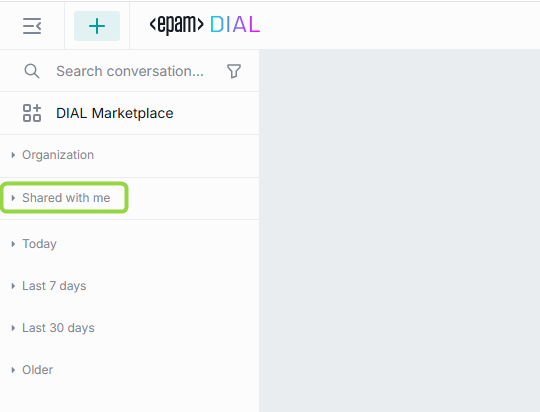 <epam> DIAL
Search conversation...
DIAL Marketplace
Organization
Shared with me
Today
Last 7 days
Last 30 days
Older